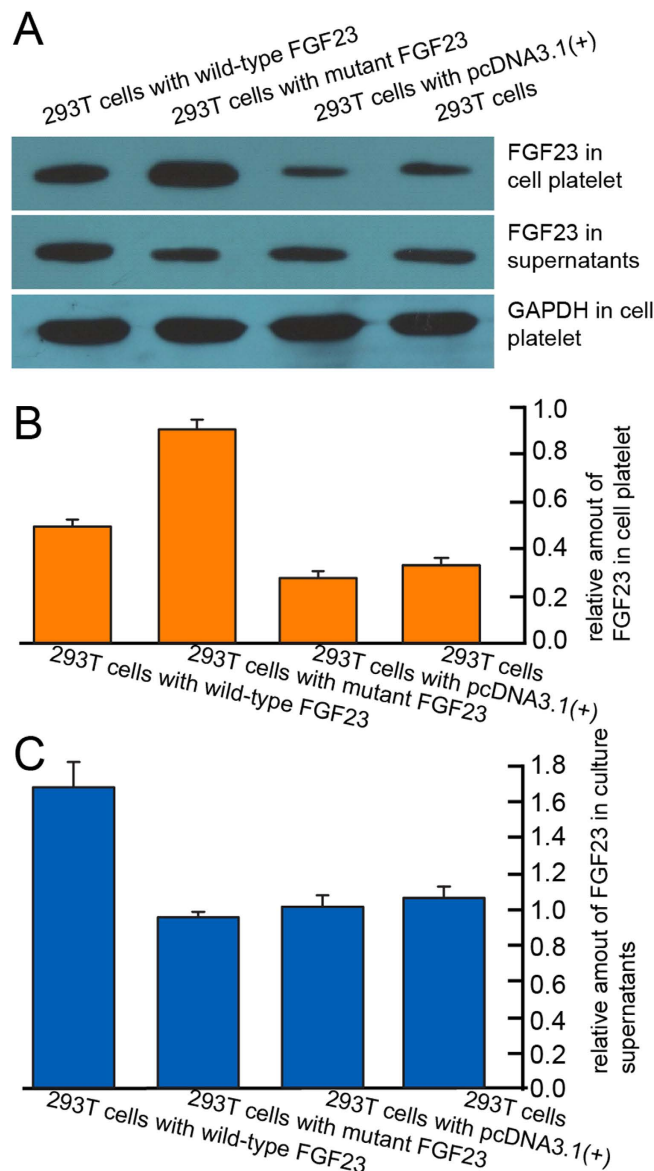 A
293T cells with wild-type FGF23
293T cells with mutant FGF23
293T cells with pcDNA3.1(+)
293T cells
FGF23 in
cell platelet
FGF23 in
supernatants
GAPDH in cell
platelet
B
1.0
0.8
0.6
0.4
0.2
0.0
relative amout of
FGF23 in cell platelet
293T cells with wild-type FGF23
293T cells with mutant FGF23
293T cells with pcDNA3.1(+)
293T cells
C
1.8
1.6
1.4
1.2
1.0
0.8
0.6
0.4
0.2
0.0
relative amout of FGF23 in culture
supernatants
293T cells with wild-type FGF23
293T cells with mutant FGF23
293T cells with pcDNA3.1(+)
293T cells